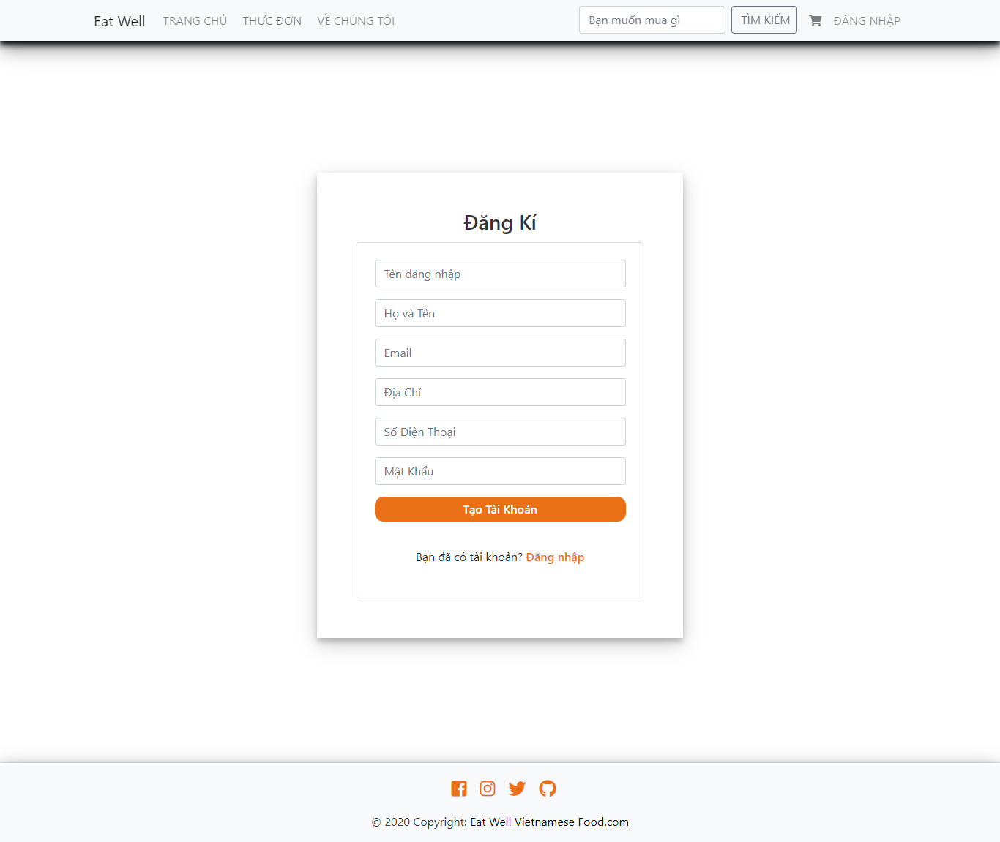 Eat Well TRANG CHỦ THỰC ĐƠN VỀ CHÚNG TÔI Bạn muốn mua gì TÌM KIẾM ĐĂNG NHẬP
Đăng Kí
Tên đăng nhập
Họ và Tên
Email
Địa Chỉ
Số Điện Thoại
Mật Khẩu
Tạo Tài Khoản
Bạn đã có tài khoản? Đăng nhập
© 2020 Copyright: Eat Well Vietnamese Food.com